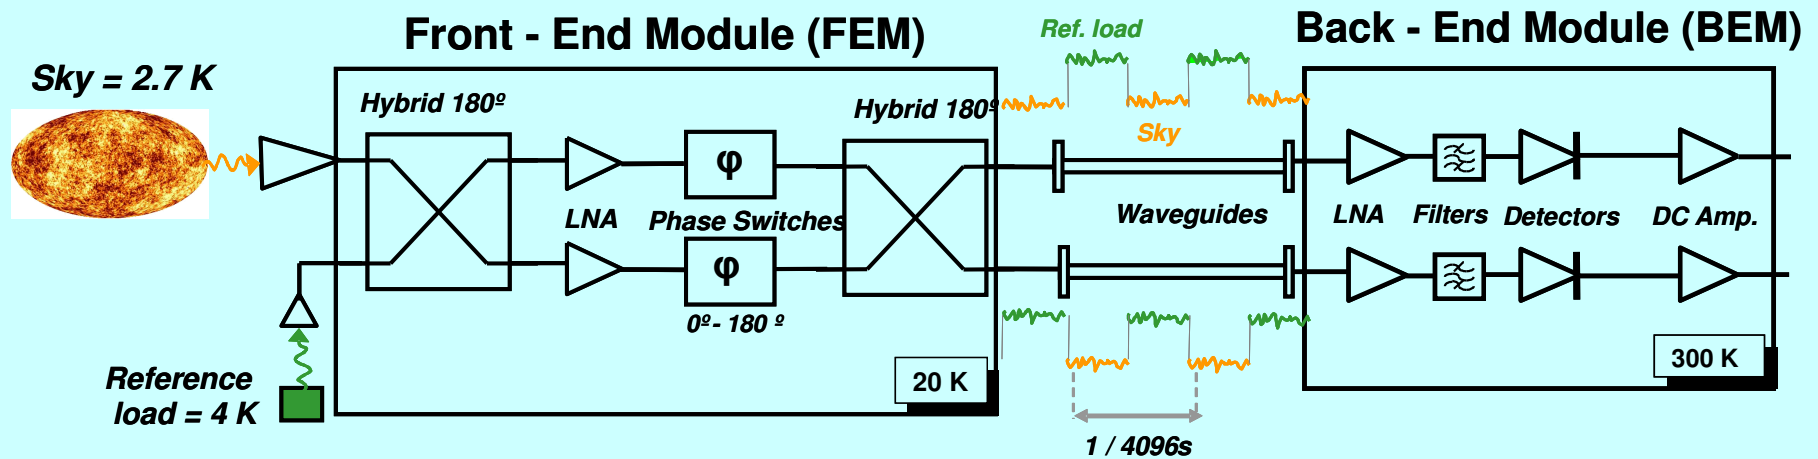 Front - End Module (FEM)
Back - End Module (BEM)
Ref. load
Sky = 2.7 K
Hybrid 180º
Hybrid 180º
Sky
φ
LNA
Phase Switches
Waveguides
LNA
Filters
Detectors
DC Amp.
φ
0º- 180 º
Reference
load = 4 K
20 K
300 K
1 / 4096s